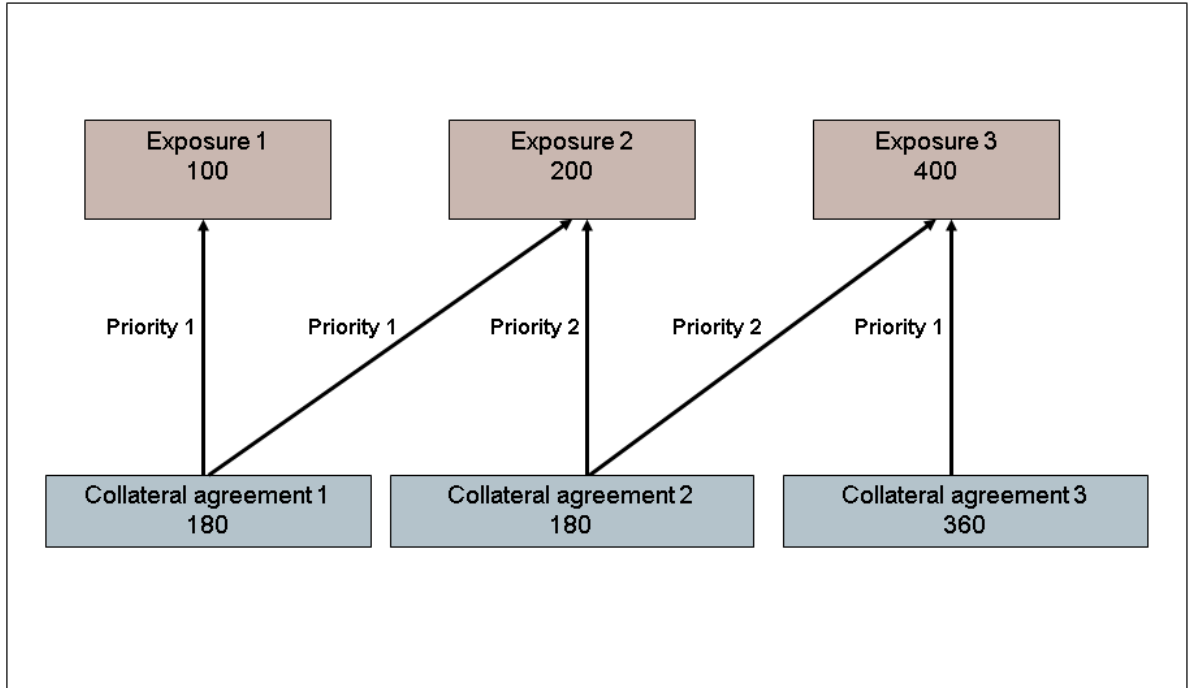 Exposure 1
100
Exposure 2
200
Exposure 3
400
Priority 1
Priority 1
Priority 2
Priority 2
Priority 1
Collateral agreement 1
180
Collateral agreement 2
180
Collateral agreement 3
360